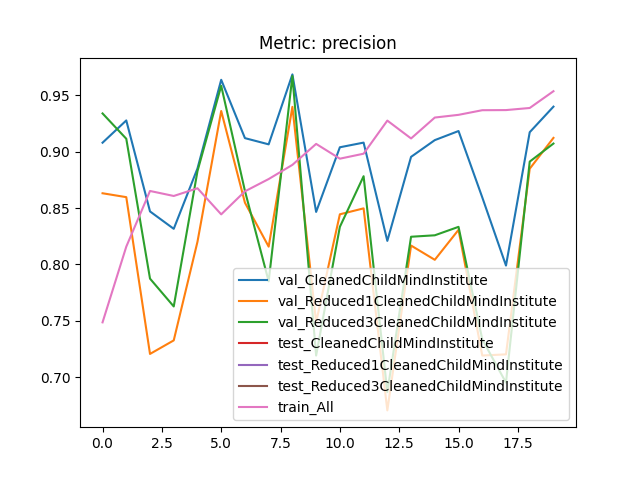 Metric: precision
0.95
0.90
0.85
0.80
0.75
0.70
val_CleanedChildMindInstitute
val_Reduced1CleanedChildMindInstitute
val_Reduced3CleanedChildMindInstitute
test_CleanedChildMindInstitute
test_Reduced1CleanedChildMindInstitute
test_Reduced3CleanedChildMindInstitute
train_All
0.0 2.5 5.0 7.5 10.0 12.5 15.0 17.5